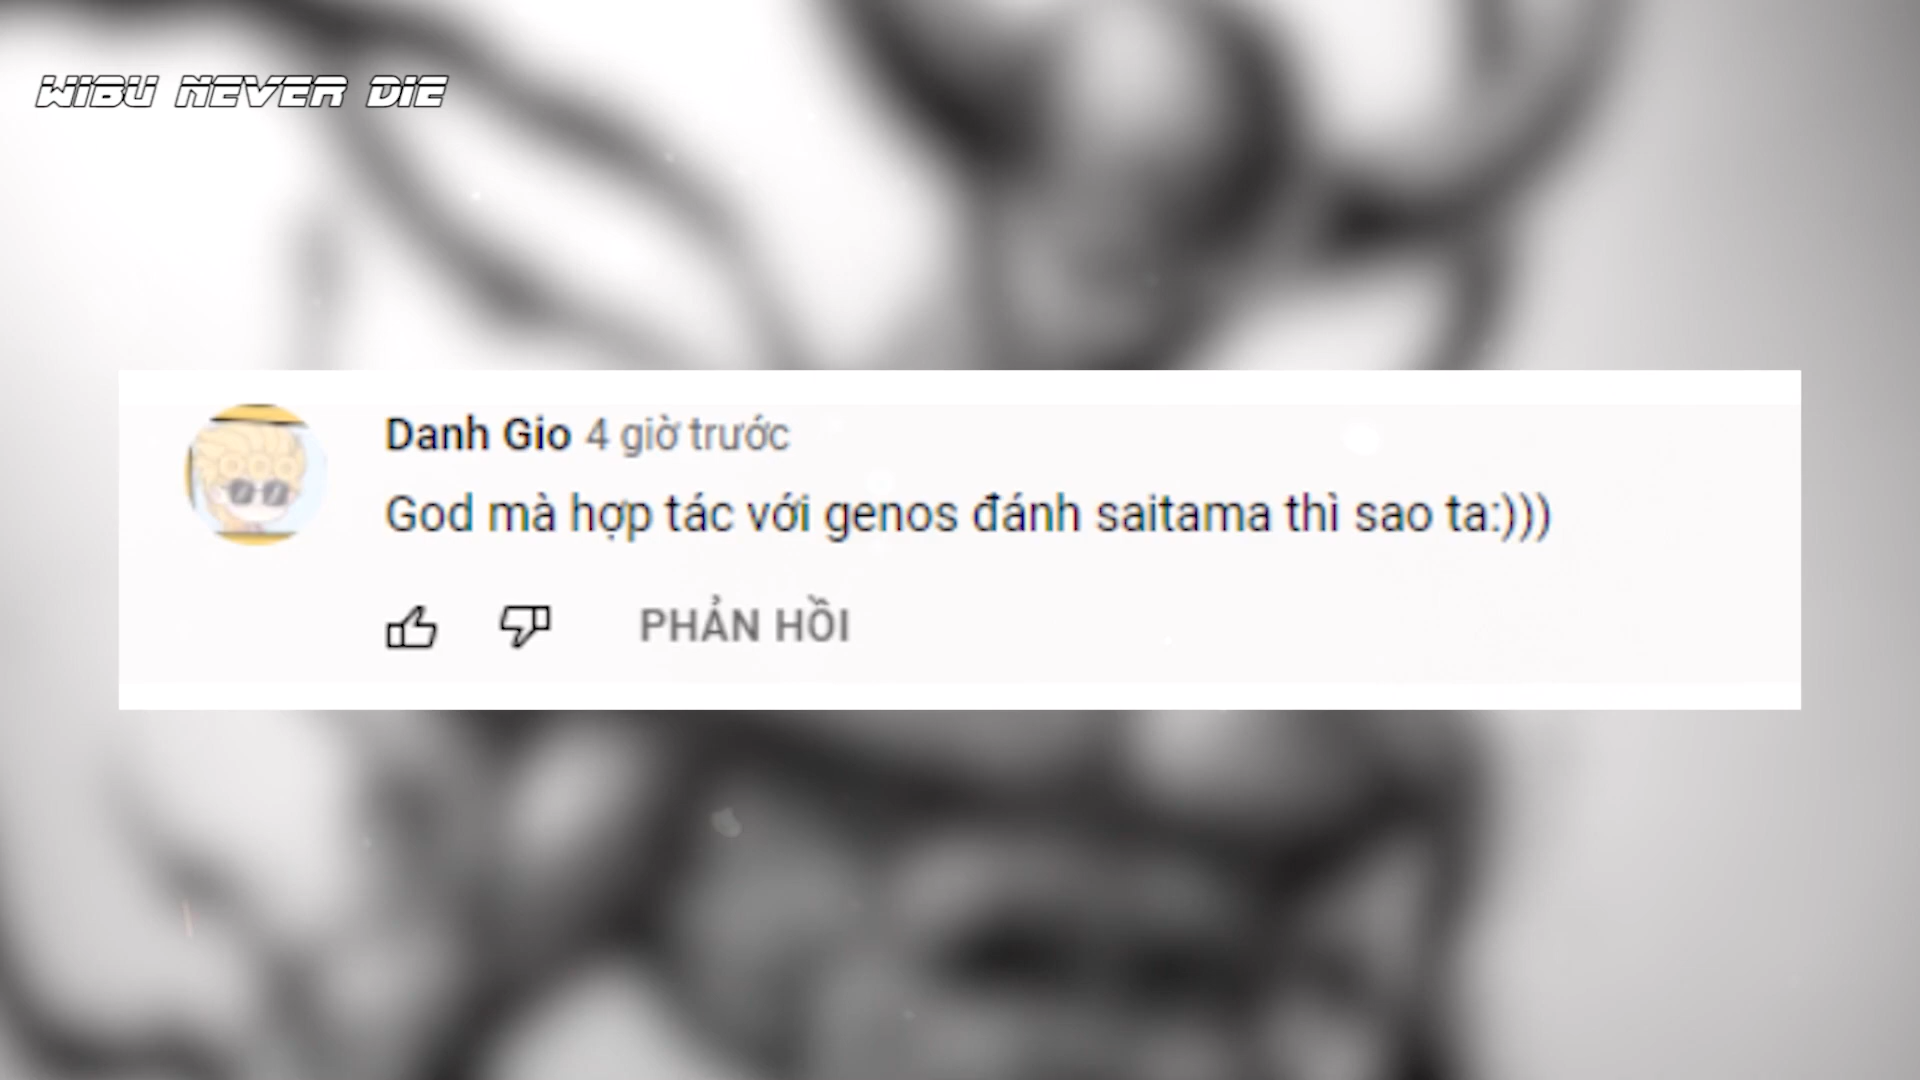 WIBU NEVER DIE
Danh Gio 4 giờ trước
God mà hợp tác với genos đánh saitama thì sao ta:)))
PHẢN HỒI